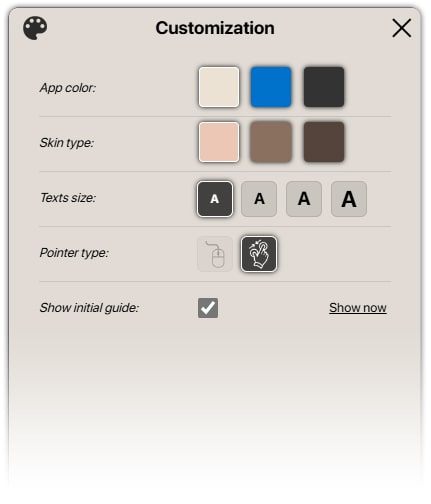 Customization
App color:
Skin type:
Texts size: A A A A
Pointer type:
Show initial guide: Show now